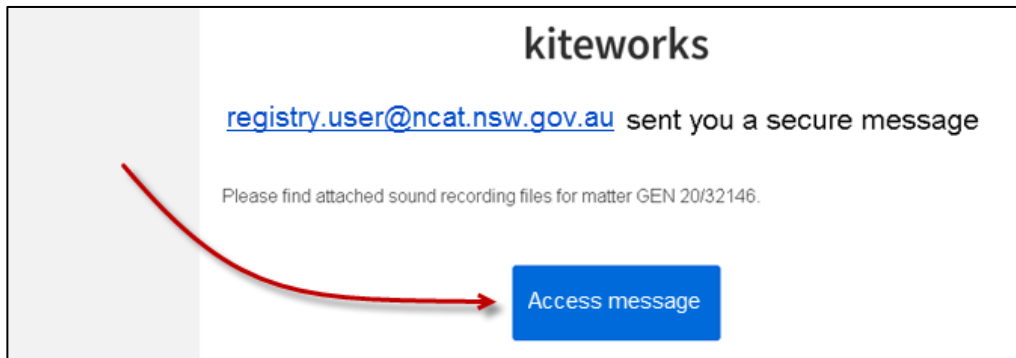 kiteworks
registry.user@ncat.nsw.gov.au sent you a secure message
Please find attached sound recording files for matter GEN 20/32146.
Access message